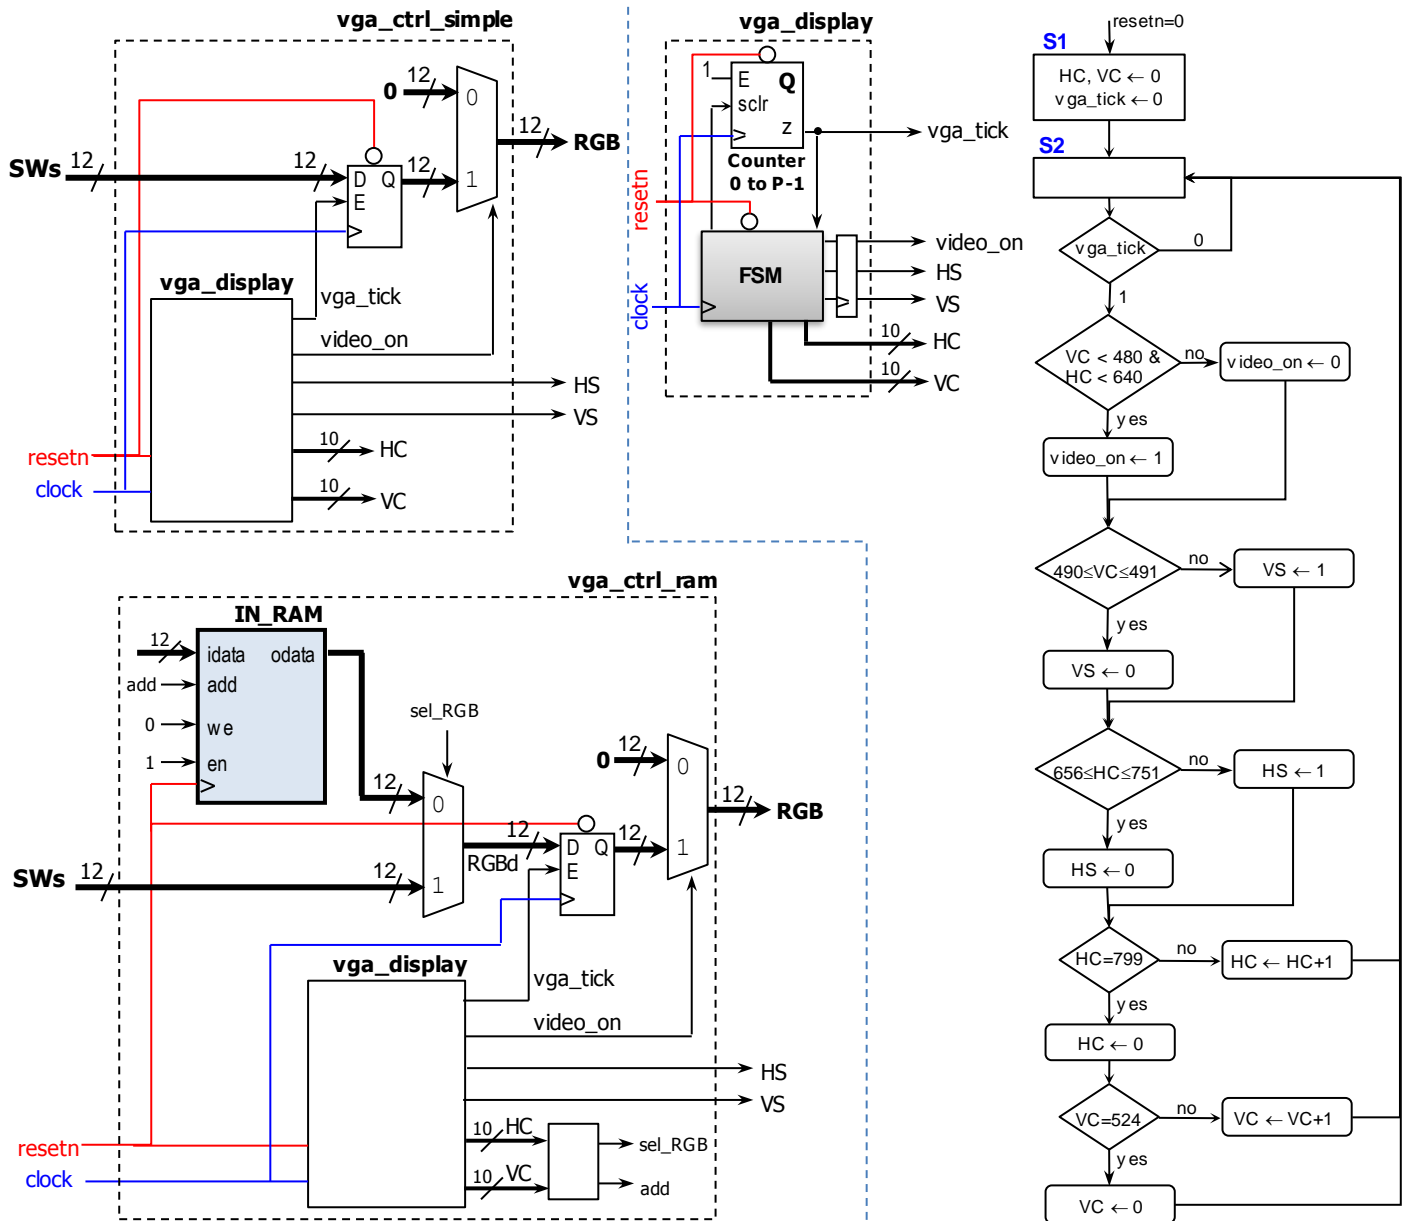 vga_ctrl_simple
12
0
0
12
RGB
SWs
12
12
D Q
12
1
E
vga_display
vga_tick
video_on
HS
VS
10
HC
resetn
clock
10
VC
vga_display
1
E
Q
sclr
z
vga_tick
Counter
0 to P-1
resetn
FSM
video_on
HS
VS
clock
10
HC
10
VC
resetn=0
S1
HC, VC ← 0
vga_tick ← 0
S2
vga_tick
0
1
VC < 480 &
HC < 640
no
video_on ← 0
yes
video_on ← 1
490≤VC≤491
no
VS ← 1
yes
VS ← 0
656≤HC≤751
no
HS ← 1
yes
HS ← 0
HC=799
no
HC ← HC+1
yes
HC ← 0
VC=524
no
VC ← VC+1
yes
VC ← 0
vga_ctrl_ram
IN_RAM
12
idata odata
add
add
0
we
1
en
sel_RGB
12
0
0
12
12
RGB
12
D Q
12
1
RGBd
E
SWs
12
12
1
vga_display
vga_tick
video_on
HS
VS
10
HC
sel_RGB
resetn
clock
10
VC
add